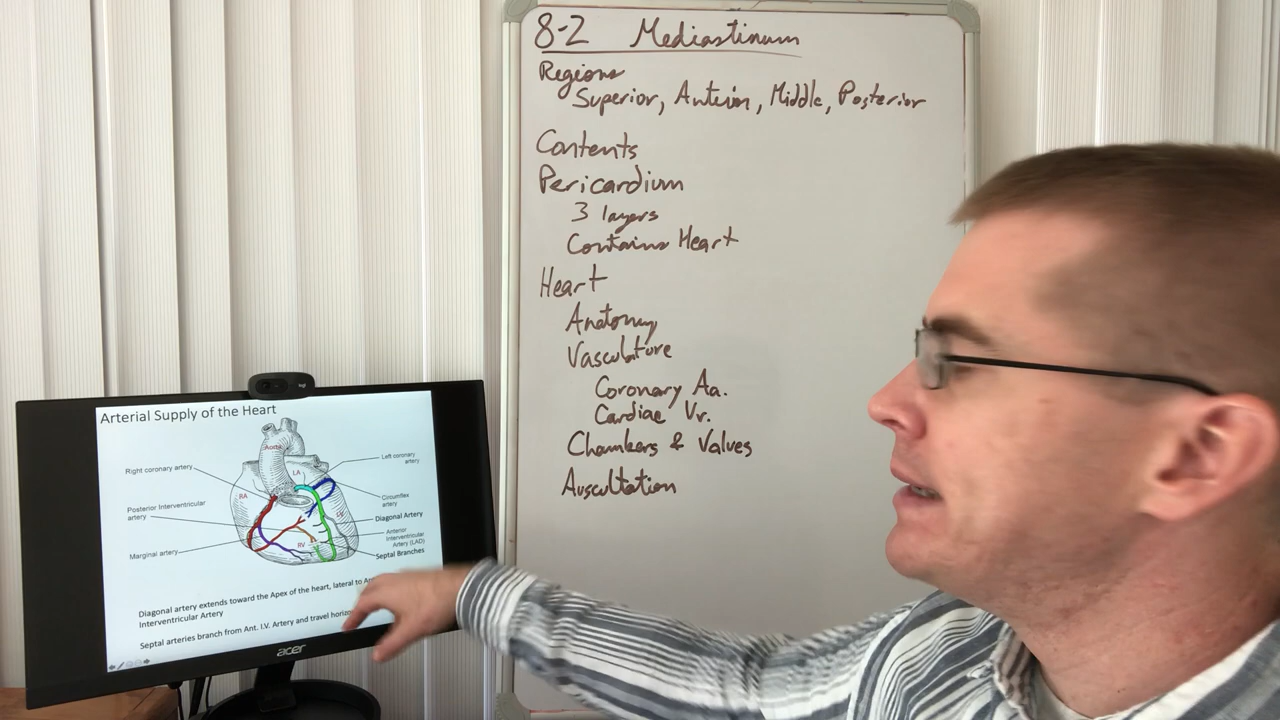 8-2 Mediastinum
Regions
Superior, Anterior, Middle, Posterior
Contents
Pericardium
3 layers
Contains Heart
Heart
Anatomy
Vasculature
Coronary Aa.
Cardiac Vv.
Chambers & Valves
Auscultation
Arterial Supply of the Heart
Aorta
Right coronary artery
Left coronary
artery
LA
RA
Posterior Interventricular
artery
Circumflex
artery
Diagonal Artery
LV
Anterior
Interventricular
Artery (LAD)
RV
Marginal artery
Septal Branches
Diagonal artery extends toward the Apex of the heart, lateral to
Interventricular Artery
Septal arteries branch from Ant. I.V. Artery and travel
acer
logi